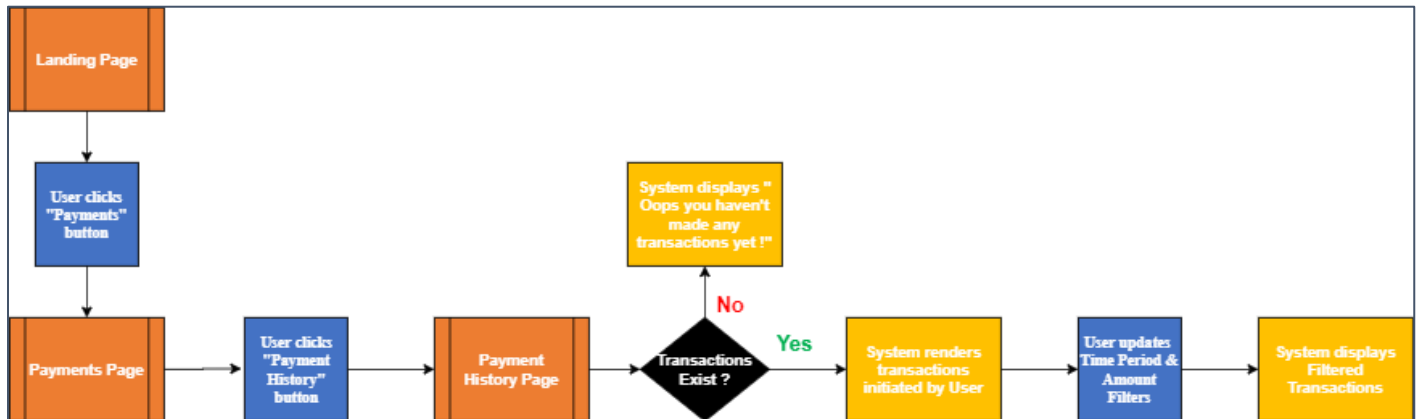 Landing Page
User clicks
"Payments"
button
System displays "
Oops you haven't
made any
transactions yet !"
No
Payments Page
User clicks
"Payment
History"
button
Payment
History Page
Transactions
Exist ?
Yes
System renders
transactions
initiated by User
User updates
Time Period &
Amount
Filters
System displays
Filtered
Transactions